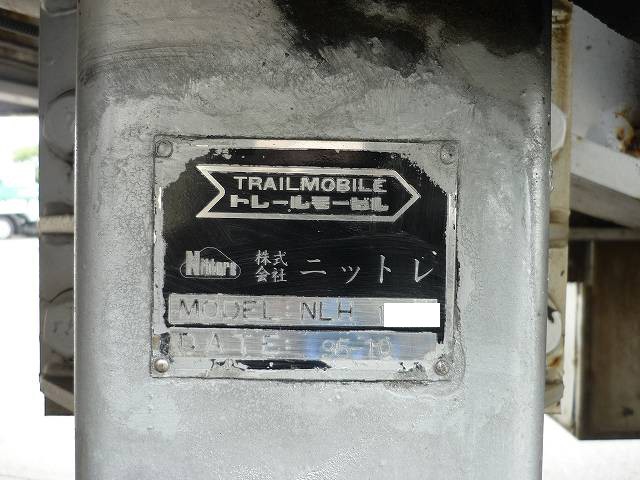 TRAILMOBILE
トレールモービル
Nittore 株式会社 ニットレ
MODEL NLH
DATE 95-10